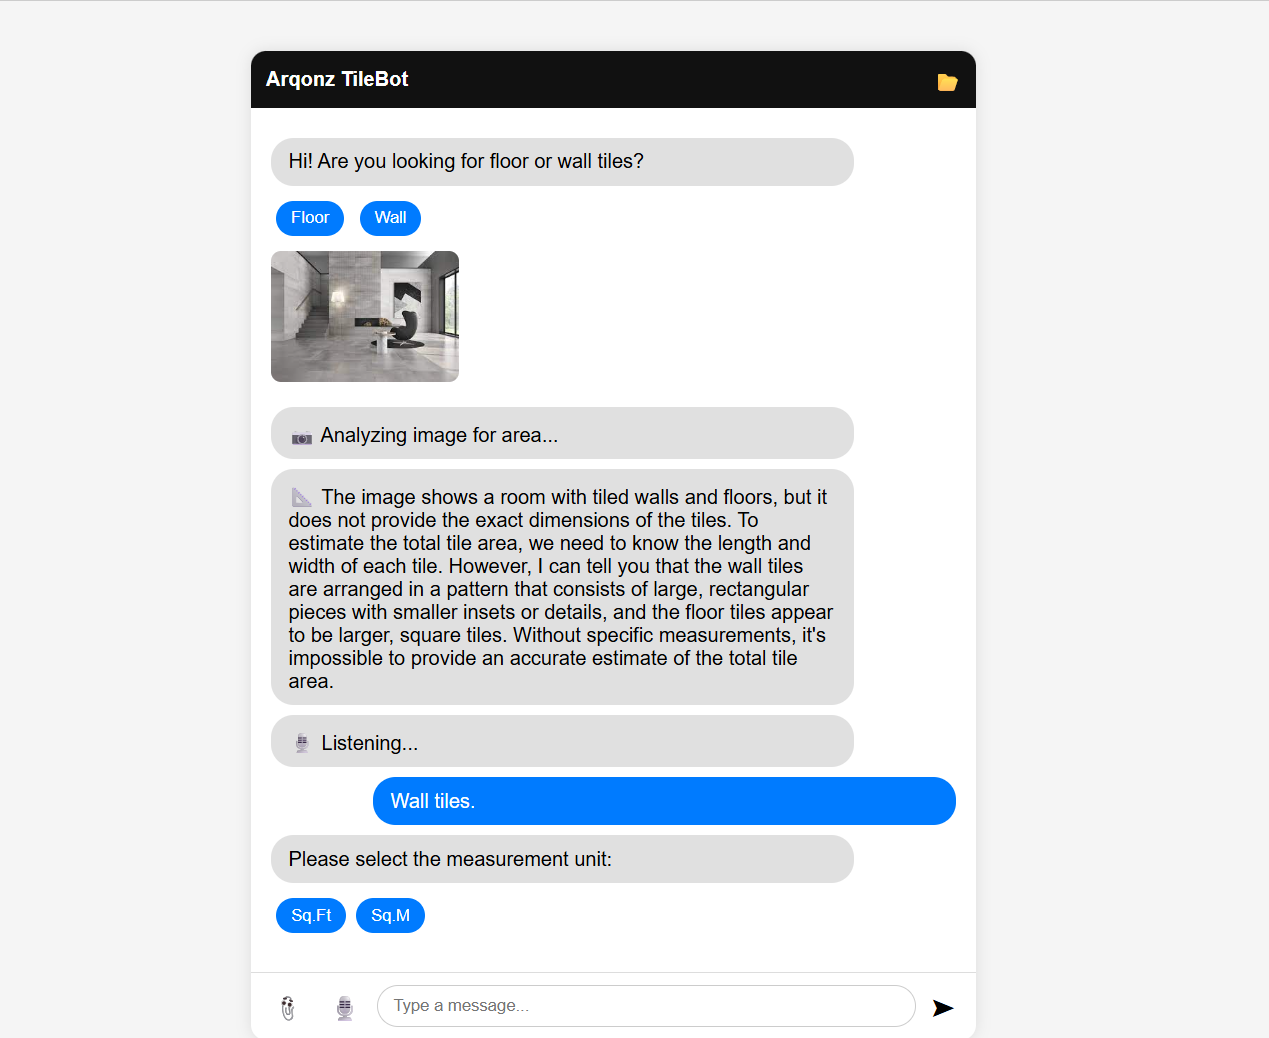 Arqonz TileBot
Hi! Are you looking for floor or wall tiles?
Floor
Wall
Analyzing image for area...
The image shows a room with tiled walls and floors, but it
does not provide the exact dimensions of the tiles. To
estimate the total tile area, we need to know the length and
width of each tile. However, I can tell you that the wall tiles
are arranged in a pattern that consists of large, rectangular
pieces with smaller insets or details, and the floor tiles appear
to be larger, square tiles. Without specific measurements, it's
impossible to provide an accurate estimate of the total tile
area.
Listening...
Wall tiles.
Please select the measurement unit:
Sq.Ft
Sq.M
Type a message...